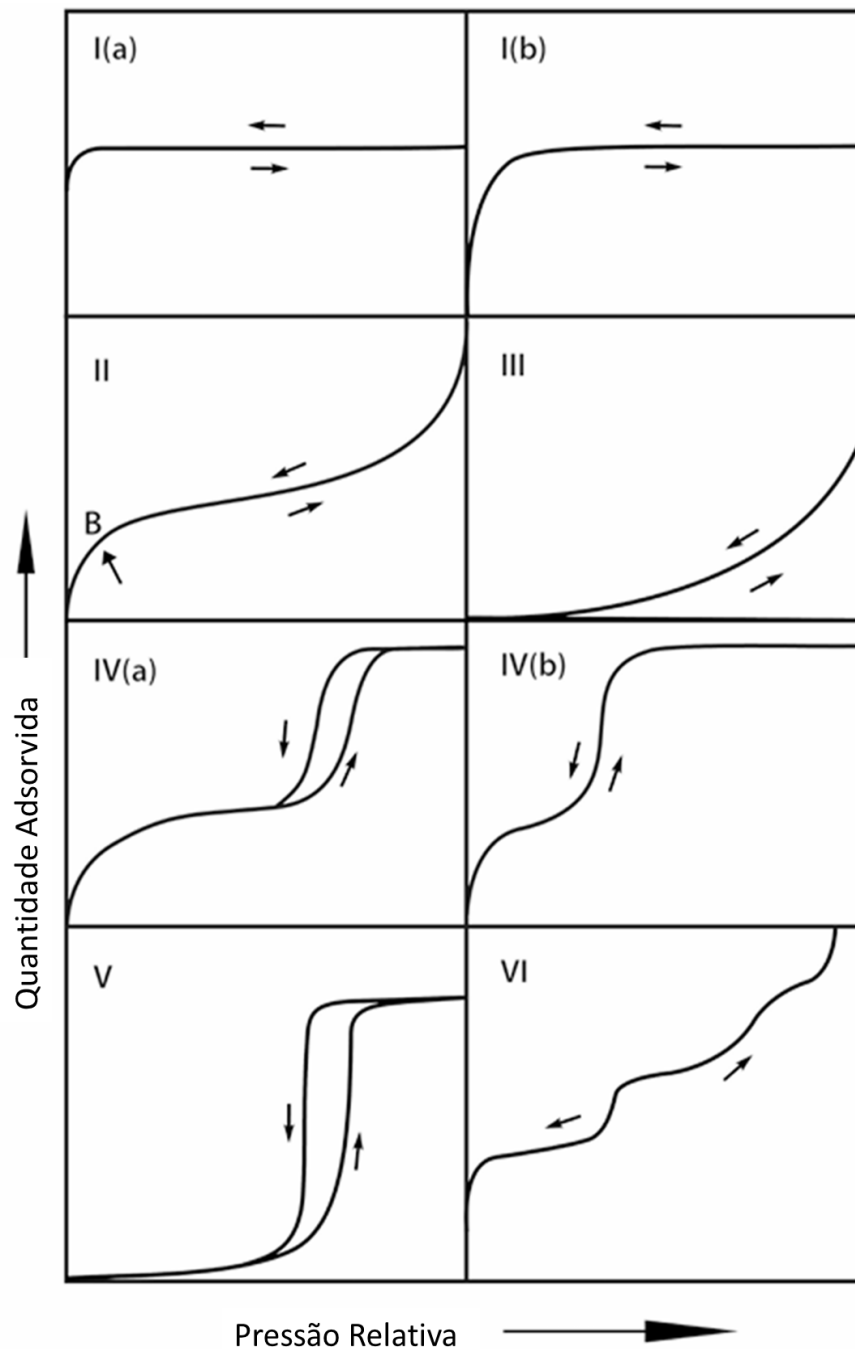 I(a)
I(b)
II
III
B
IV(a)
IV(b)
V
VI
Quantidade Adsorvida
Pressão Relativa